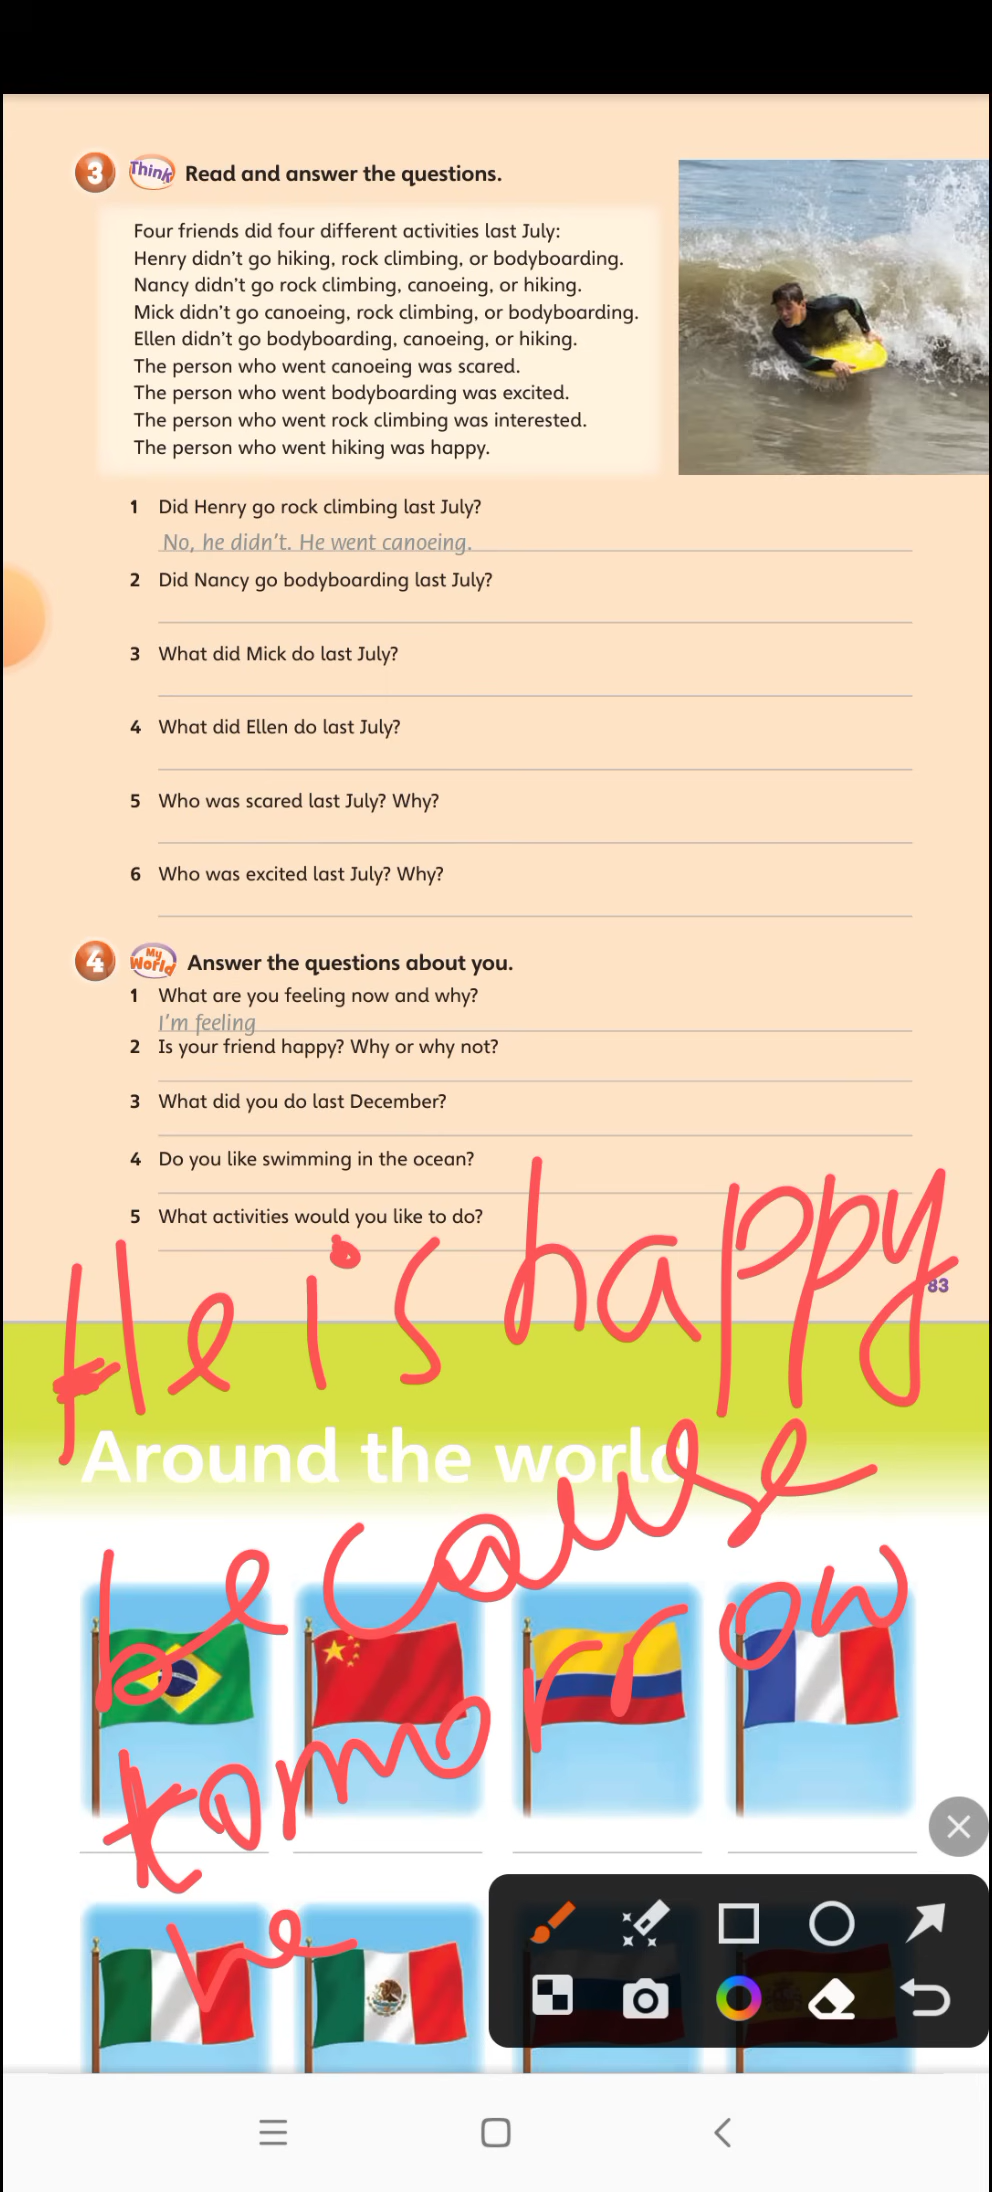 3 Think Read and answer the questions.
Four friends did four different activities last July:
Henry didn't go hiking, rock climbing, or bodyboarding.
Nancy didn't go rock climbing, canoeing, or hiking.
Mick didn't go canoeing, rock climbing, or bodyboarding.
Ellen didn't go bodyboarding, canoeing, or hiking.
The person who went canoeing was scared.
The person who went bodyboarding was excited.
The person who went rock climbing was interested.
The person who went hiking was happy.
1 Did Henry go rock climbing last July?
No, he didn't. He went canoeing.
2 Did Nancy go bodyboarding last July?
3 What did Mick do last July?
4 What did Ellen do last July?
5 Who was scared last July? Why?
6 Who was excited last July? Why?
4 My World Answer the questions about you.
1 What are you feeling now and why?
I'm feeling
2 Is your friend happy? Why or why not?
3 What did you do last December?
4 Do you like swimming in the ocean?
5 What activities would you like to do?
83
He is happy
Around the world
because
tomorrow